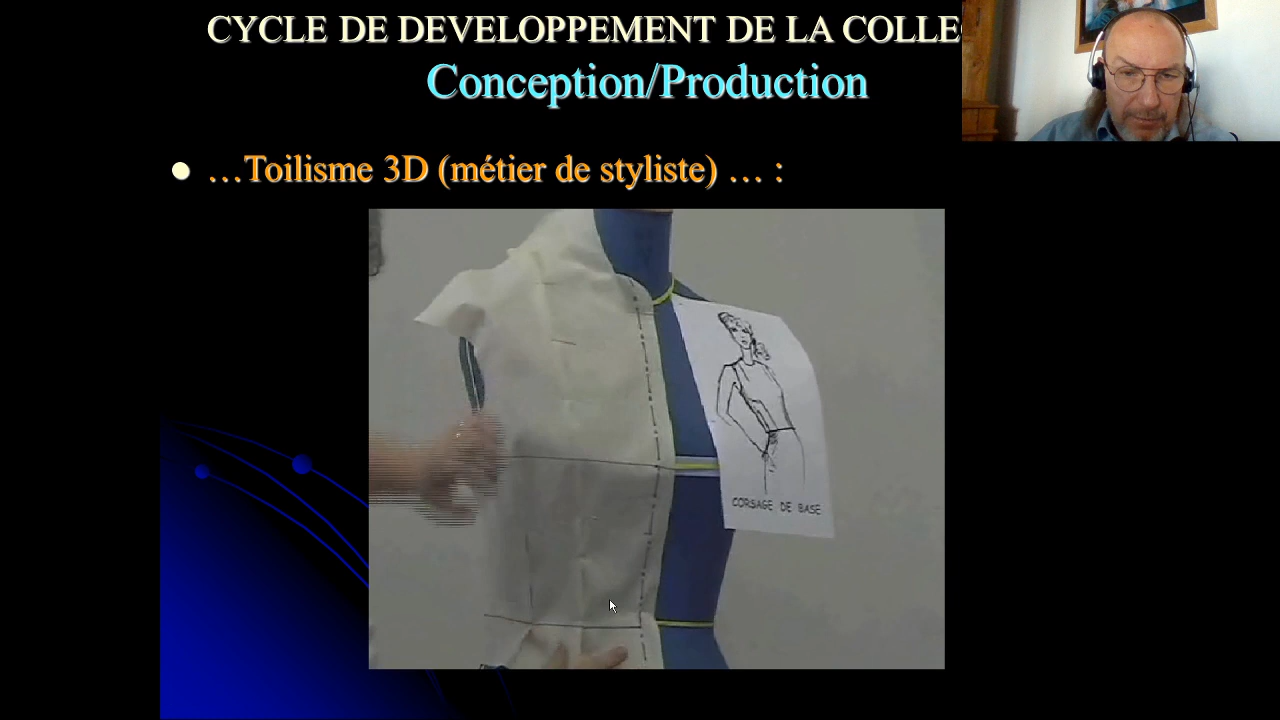 CYCLE DE DEVELOPPEMENT DE LA COLLE
Conception/Production
…Toilisme 3D (métier de styliste) … :
CORSAGE DE BASE